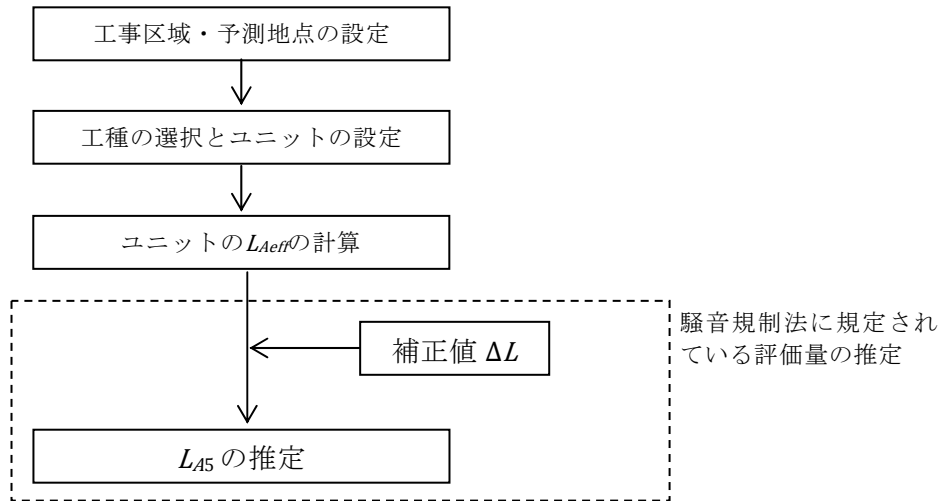 工事区域・予測地点の設定
工種の選択とユニットの設定
ユニットのLAeffの計算
騒音規制法に規定され
ている評価量の推定
補正値 ΔL
LA5 の推定